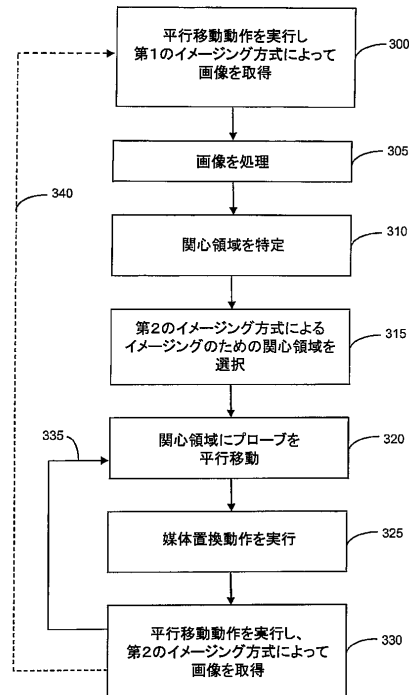 平行移動動作を実行し
第1のイメージング方式によって
画像を取得
300
画像を処理
305
340
関心領域を特定
310
第2のイメージング方式による
イメージングのための関心領域を
選択
315
335
関心領域にプローブを
平行移動
320
媒体置換動作を実行
325
平行移動動作を実行し、
第2のイメージング方式によって
画像を取得
330